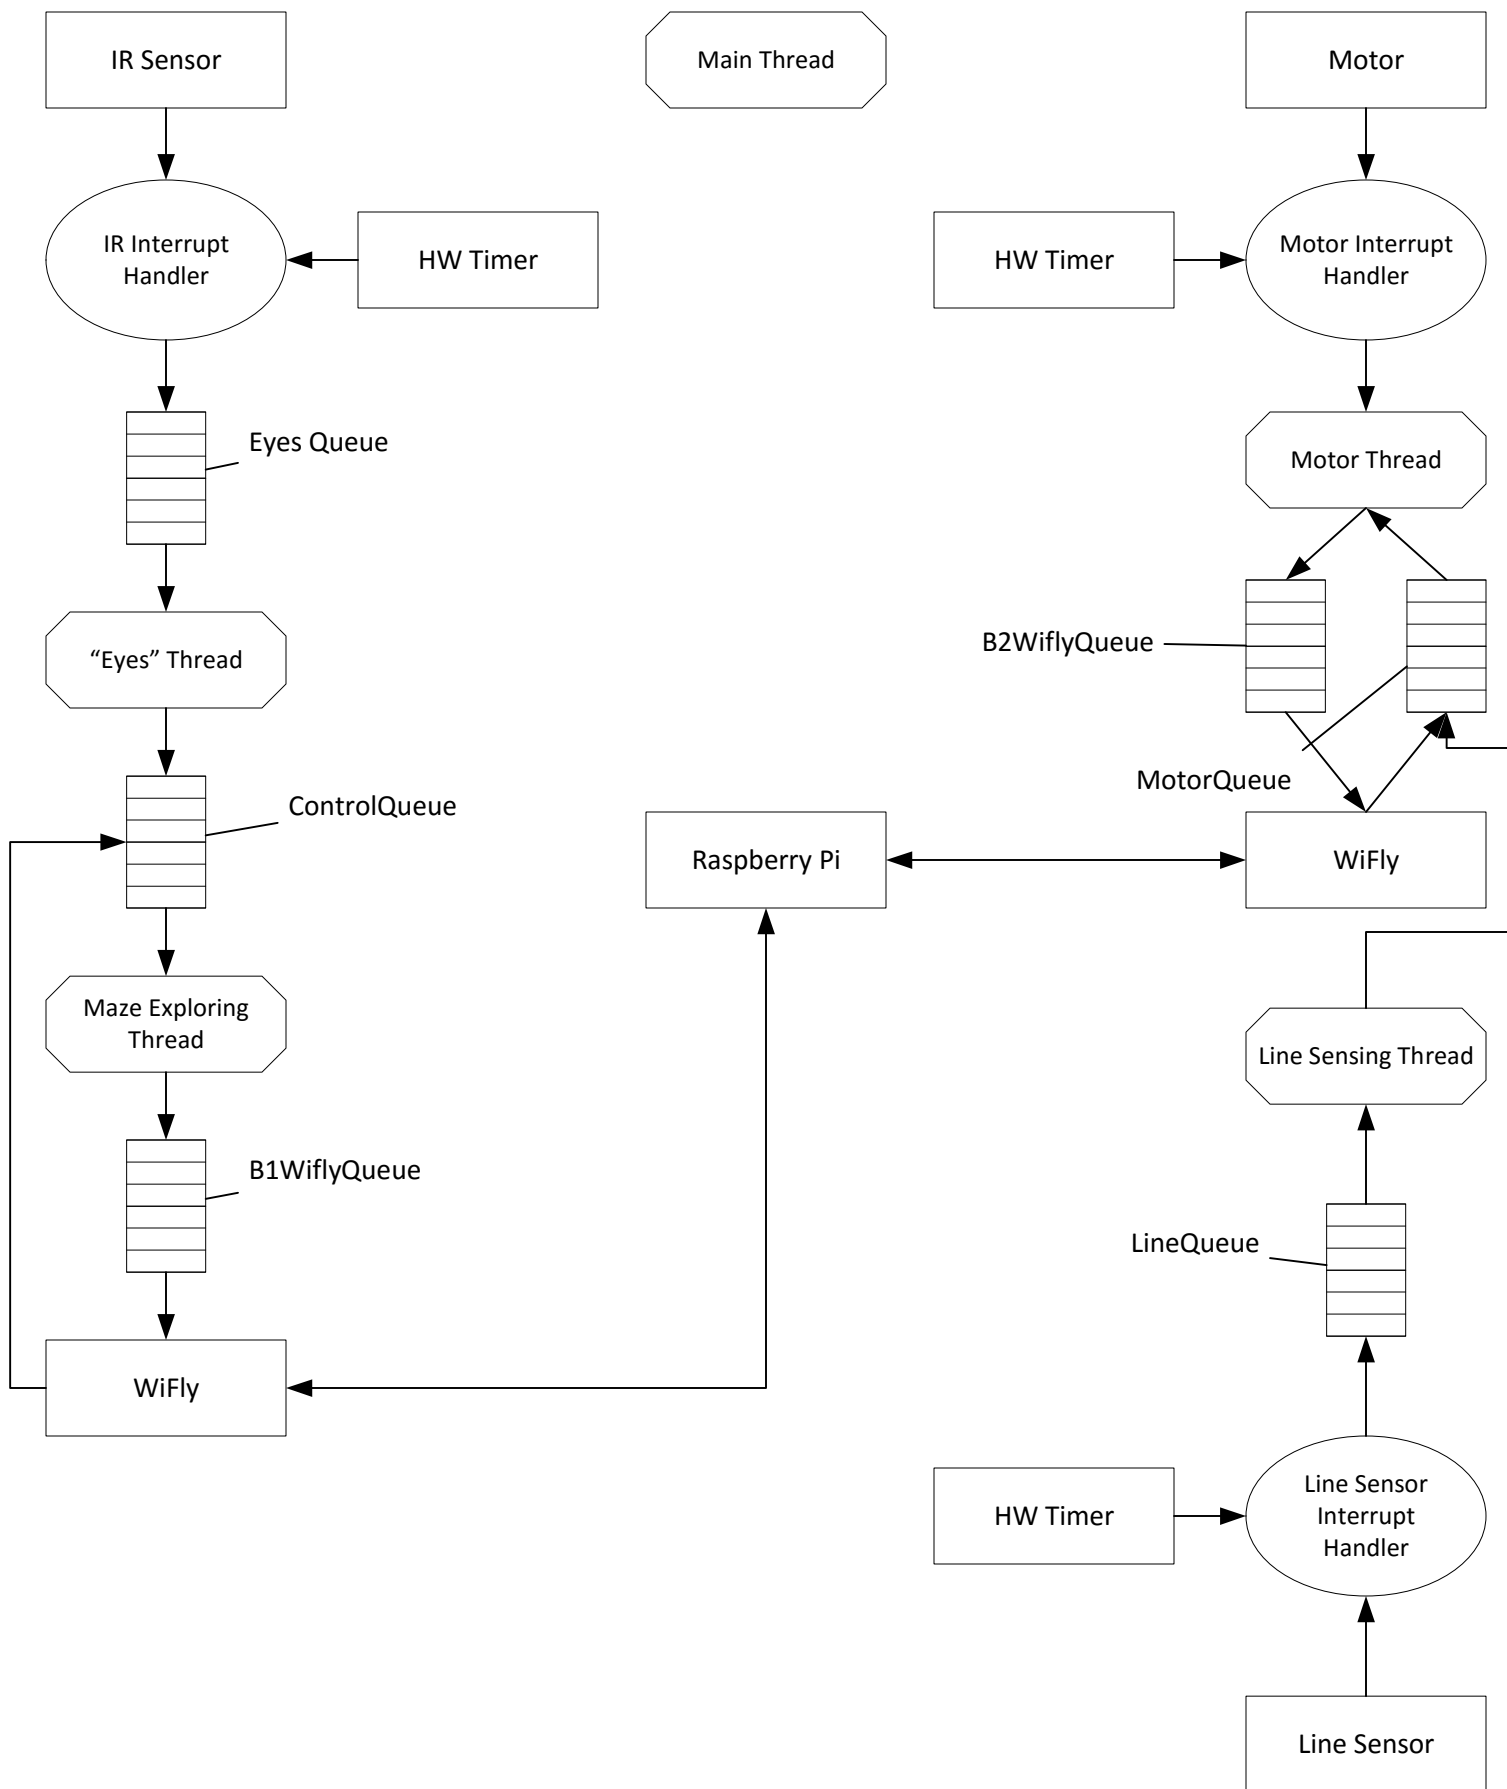 IR Sensor
Main Thread
Motor
IR Interrupt
Handler
HW Timer
HW Timer
Motor Interrupt
Handler
Eyes Queue
Motor Thread
“Eyes” Thread
B2WiflyQueue
MotorQueue
ControlQueue
Raspberry Pi
WiFly
Maze Exploring
Thread
Line Sensing Thread
B1WiflyQueue
LineQueue
WiFly
HW Timer
Line Sensor
Interrupt
Handler
Line Sensor